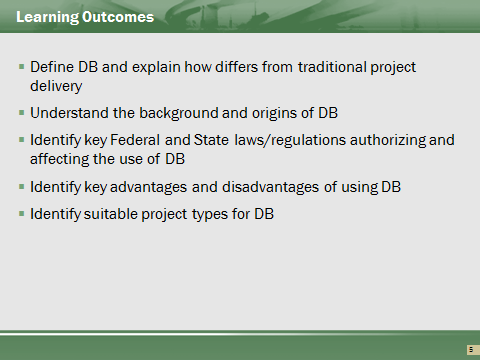 Learning Outcomes
Define DB and explain how differs from traditional project
delivery
Understand the background and origins of DB
Identify key Federal and State laws/regulations authorizing and
affecting the use of DB
Identify key advantages and disadvantages of using DB
Identify suitable project types for DB
5